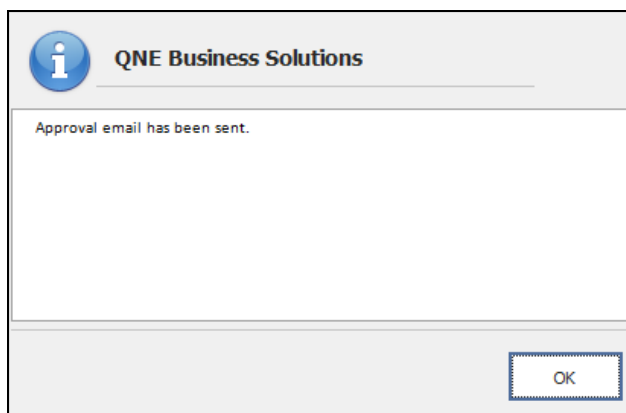 QNE Business Solutions
Approval email has been sent.
OK